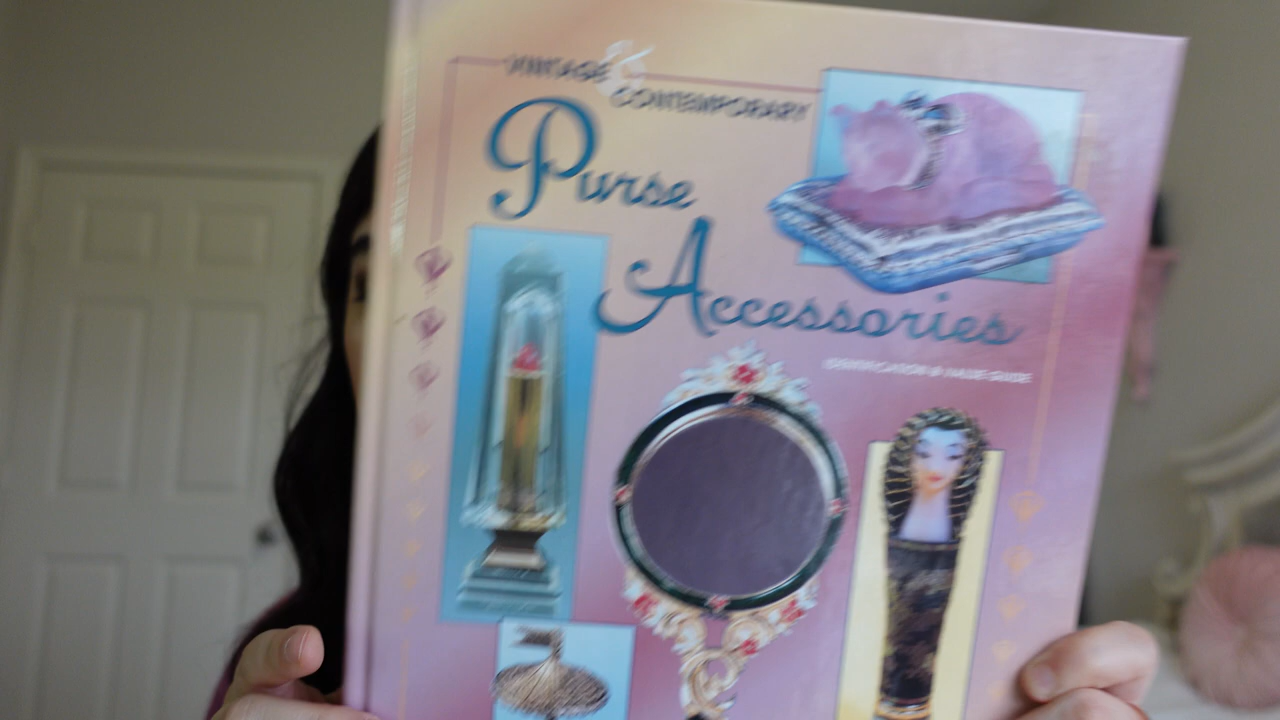 VINTAGE &
CONTEMPORARY
Purse
Accessories
IDENTIFICATION & VALUE GUIDE